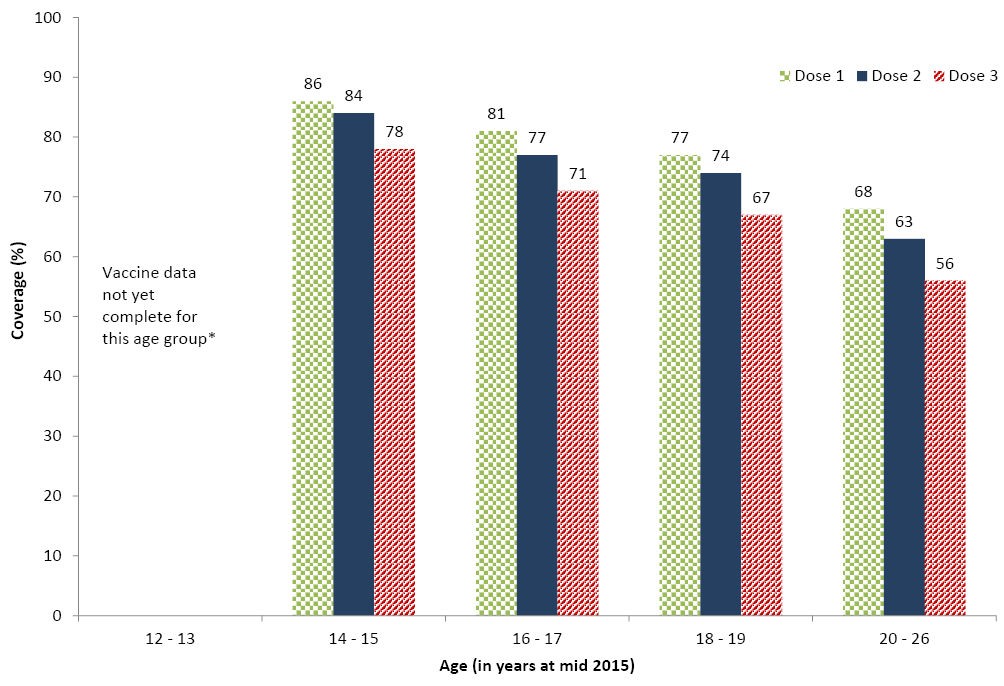 100
90
80
70
60
50
40
30
20
10
0
Coverage (%)
Dose 1 Dose 2 Dose 3
86
84
78
81
77
71
77
74
67
68
63
56
Vaccine data
not yet
complete for
this age group*
12 - 13 14 - 15 16 - 17 18 - 19 20 - 26
Age (in years at mid 2015)